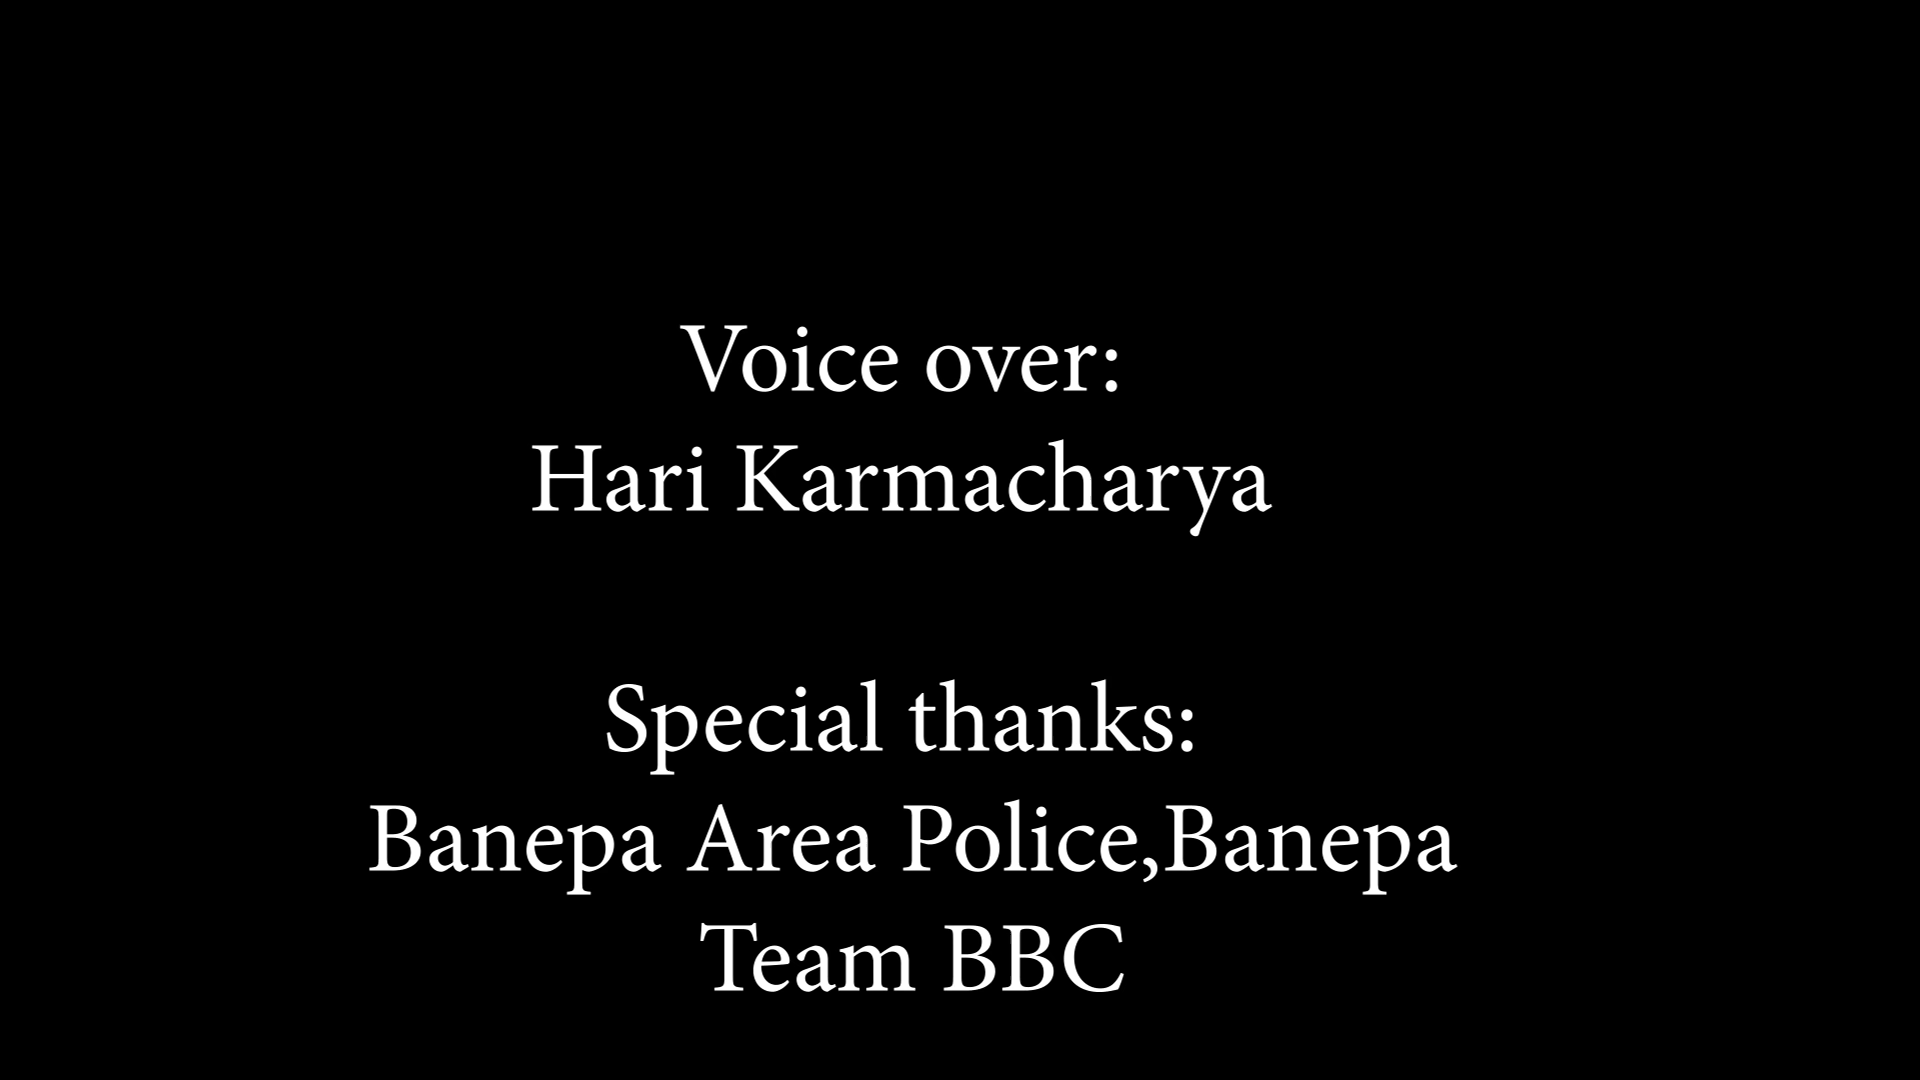 Voice over:
Hari Karmacharya
Special thanks:
Banepa Area Police,Banepa
Team BBC